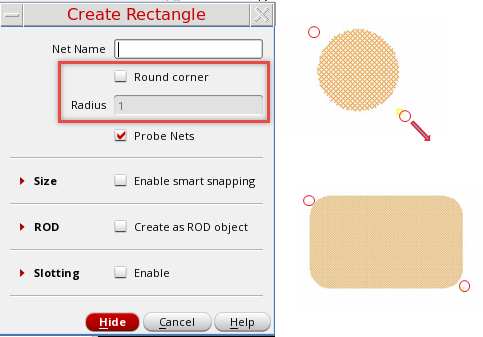 Create Rectangle
Net Name
Round corner
Radius 1
Probe Nets
Size Enable smart snapping
ROD Create as ROD object
Slotting Enable
Hide Cancel Help